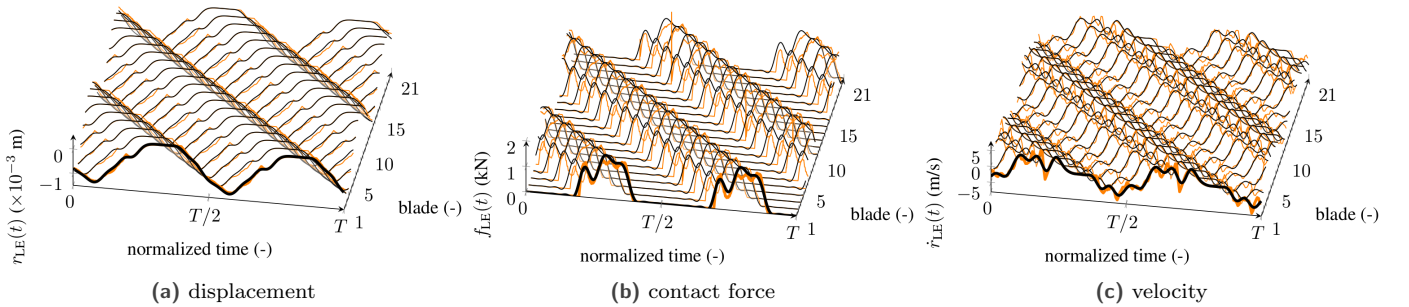 0
−1
r_LE(t) (×10^−3 m)
0
T/2
T
1
5
10
15
21
blade (-)
normalized time (-)
(a) displacement
2
1
0
f_LE(t) (kN)
0
T/2
T
1
5
10
15
21
blade (-)
normalized time (-)
(b) contact force
5
0
−5
ṙ_LE(t) (m/s)
0
T/2
T
1
5
10
15
21
blade (-)
normalized time (-)
(c) velocity